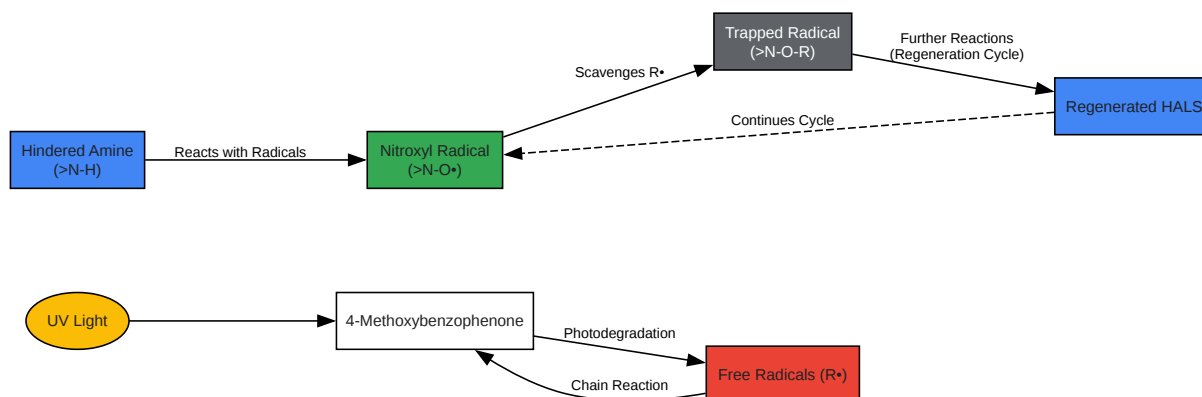 Trapped Radical
(>N-O-R)
Further Reactions
(Regeneration Cycle)
Scavenges R•
Regenerated HALS
Continues Cycle
Hindered Amine
(>N-H)
Reacts with Radicals
Nitroxyl Radical
(>N-O•)
UV Light
4-Methoxybenzophenone
Photodegradation
Free Radicals (R•)
Chain Reaction